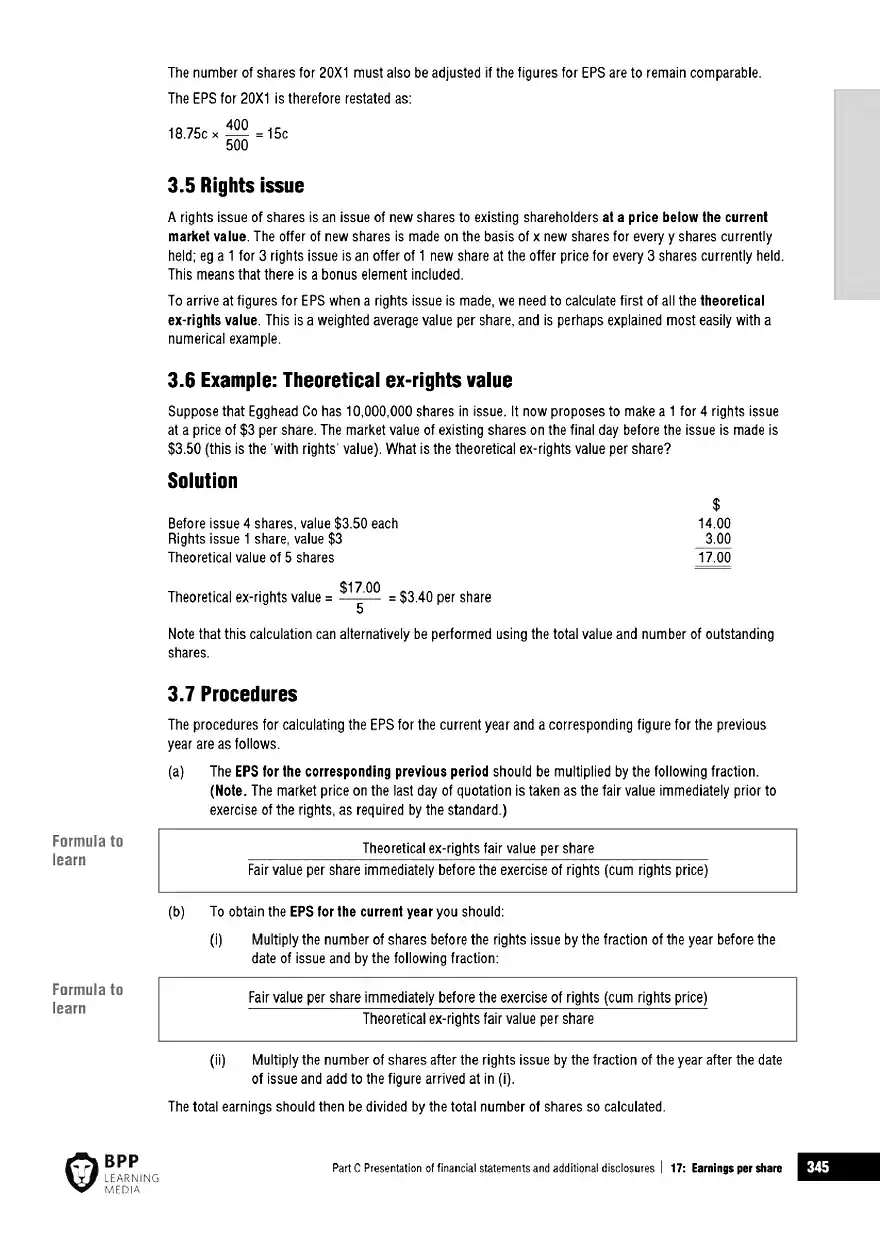 The number of shares for 20X1 must also be adjusted if the figures for EPS are to remain comparable.
The EPS for 20X1 is therefore restated as:
18.75c × 400/500 = 15c
3.5 Rights issue
A rights issue of shares is an issue of new shares to existing shareholders at a price below the current
market value. The offer of new shares is made on the basis of x new shares for every y shares currently
held; eg a 1 for 3 rights issue is an offer of 1 new share at the offer price for every 3 shares currently held.
This means that there is a bonus element included.
To arrive at figures for EPS when a rights issue is made, we need to calculate first of all the theoretical
ex-rights value. This is a weighted average value per share, and is perhaps explained most easily with a
numerical example.
3.6 Example: Theoretical ex-rights value
Suppose that Egghead Co has 10,000,000 shares in issue. It now proposes to make a 1 for 4 rights issue
at a price of $3 per share. The market value of existing shares on the final day before the issue is made is
$3.50 (this is the 'with rights' value). What is the theoretical ex-rights value per share?
Solution
$
Before issue 4 shares, value $3.50 each 14.00
Rights issue 1 share, value $3 3.00
Theoretical value of 5 shares 17.00
Theoretical ex-rights value = $17.00/5 = $3.40 per share
Note that this calculation can alternatively be performed using the total value and number of outstanding
shares.
3.7 Procedures
The procedures for calculating the EPS for the current year and a corresponding figure for the previous
year are as follows.
(a) The EPS for the corresponding previous period should be multiplied by the following fraction.
(Note. The market price on the last day of quotation is taken as the fair value immediately prior to
exercise of the rights, as required by the standard.)
Formula to
learn
Theoretical ex-rights fair value per share
Fair value per share immediately before the exercise of rights (cum rights price)
(b) To obtain the EPS for the current year you should:
(i) Multiply the number of shares before the rights issue by the fraction of the year before the
date of issue and by the following fraction:
Formula to
learn
Fair value per share immediately before the exercise of rights (cum rights price)
Theoretical ex-rights fair value per share
(ii) Multiply the number of shares after the rights issue by the fraction of the year after the date
of issue and add to the figure arrived at in (i).
The total earnings should then be divided by the total number of shares so calculated.
BPP
LEARNING
MEDIA
Part C Presentation of financial statements and additional disclosures | 17: Earnings per share 345